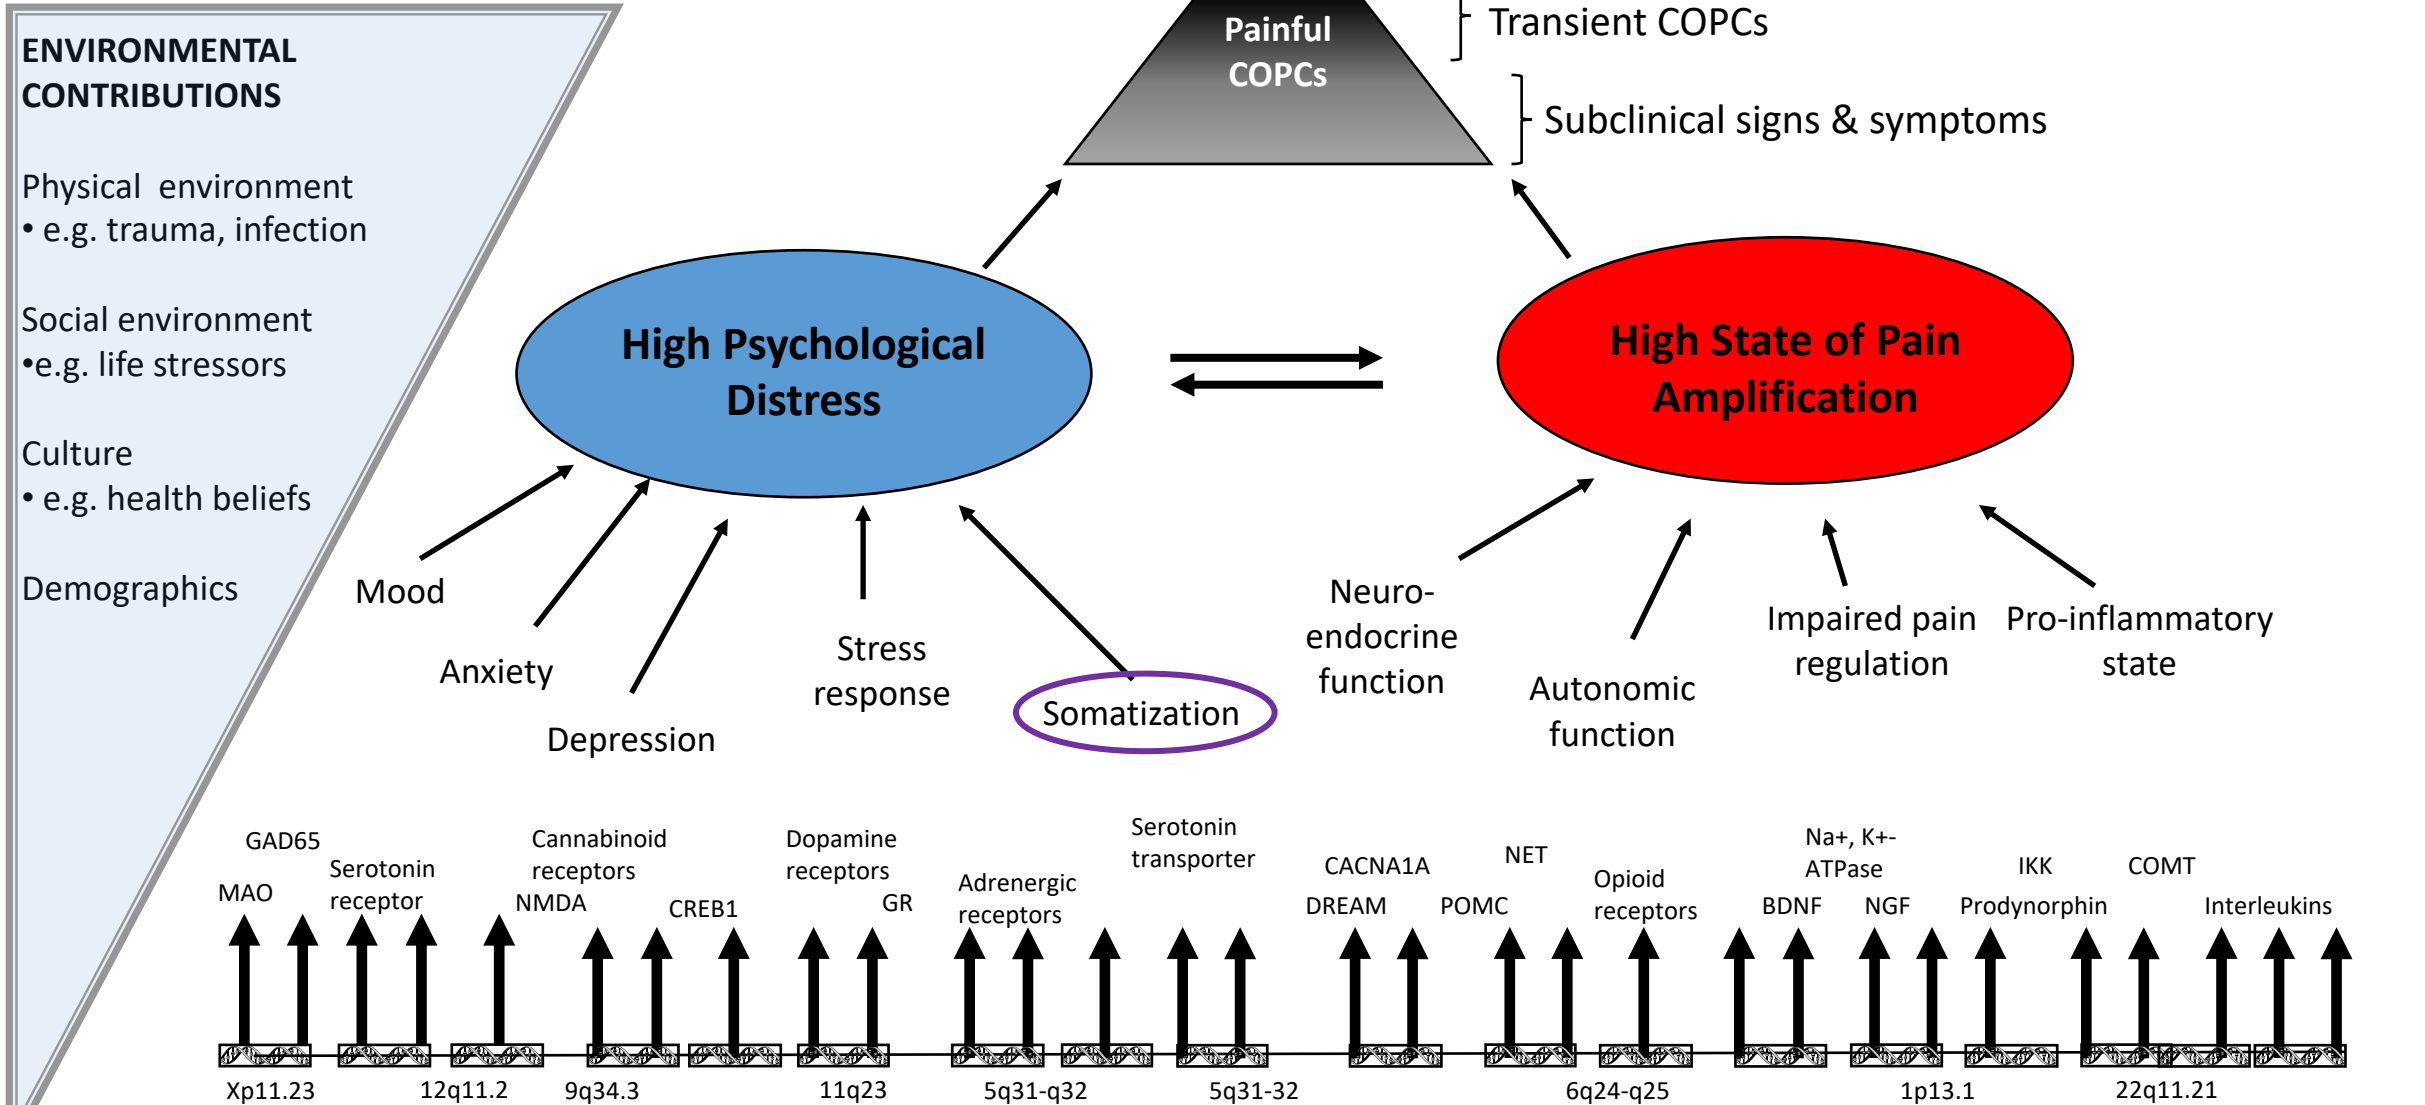 ENVIRONMENTAL
CONTRIBUTIONS
Physical  environment
• e.g. trauma, infection
Social environment
•e.g. life stressors
Culture
• e.g. health beliefs
Demographics
Painful
COPCs
Transient COPCs
Subclinical signs & symptoms
High Psychological
Distress
High State of Pain
Amplification
Mood
Anxiety
Depression
Stress
response
Somatization
Neuro-
endocrine
function
Autonomic
function
Impaired pain
regulation
Pro-inflammatory
state
GAD65
MAO
Serotonin
receptor
Cannabinoid
receptors
NMDA
CREB1
Dopamine
receptors
GR
Adrenergic
receptors
Serotonin
transporter
CACNA1A
DREAM
POMC
NET
Opioid
receptors
Na+, K+-
ATPase
BDNF
NGF
IKK
Prodynorphin
COMT
Interleukins
Xp11.23
12q11.2
9q34.3
11q23
5q31-q32
5q31-32
6q24-q25
1p13.1
22q11.21